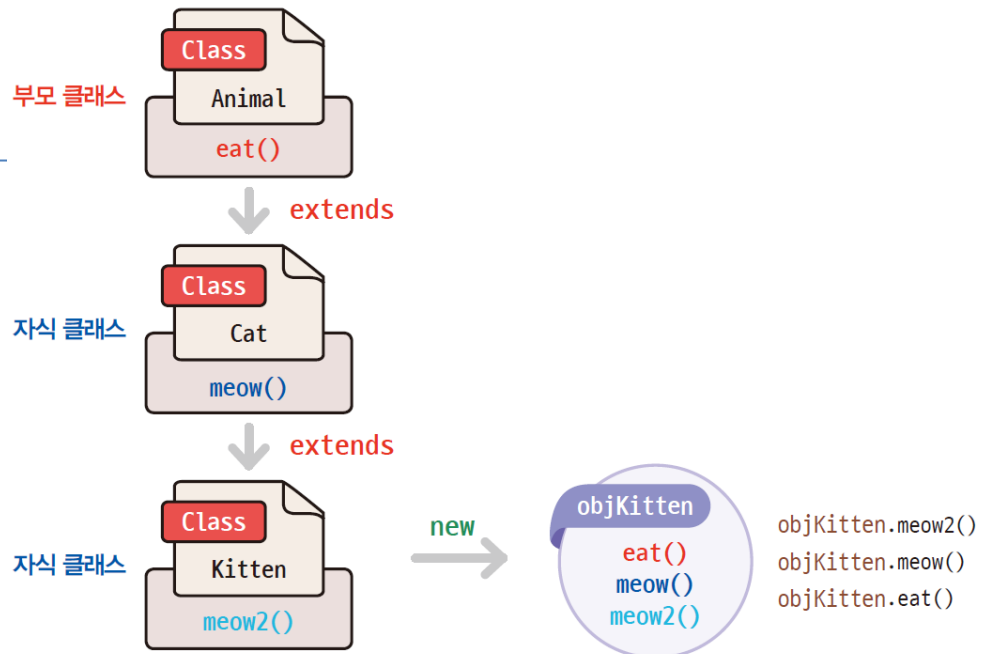 Class
부모 클래스
Animal
eat()
extends
Class
자식 클래스
Cat
meow()
extends
Class
자식 클래스
Kitten
meow2()
new
objKitten
eat()
meow()
meow2()
objKitten.meow2()
objKitten.meow()
objKitten.eat()